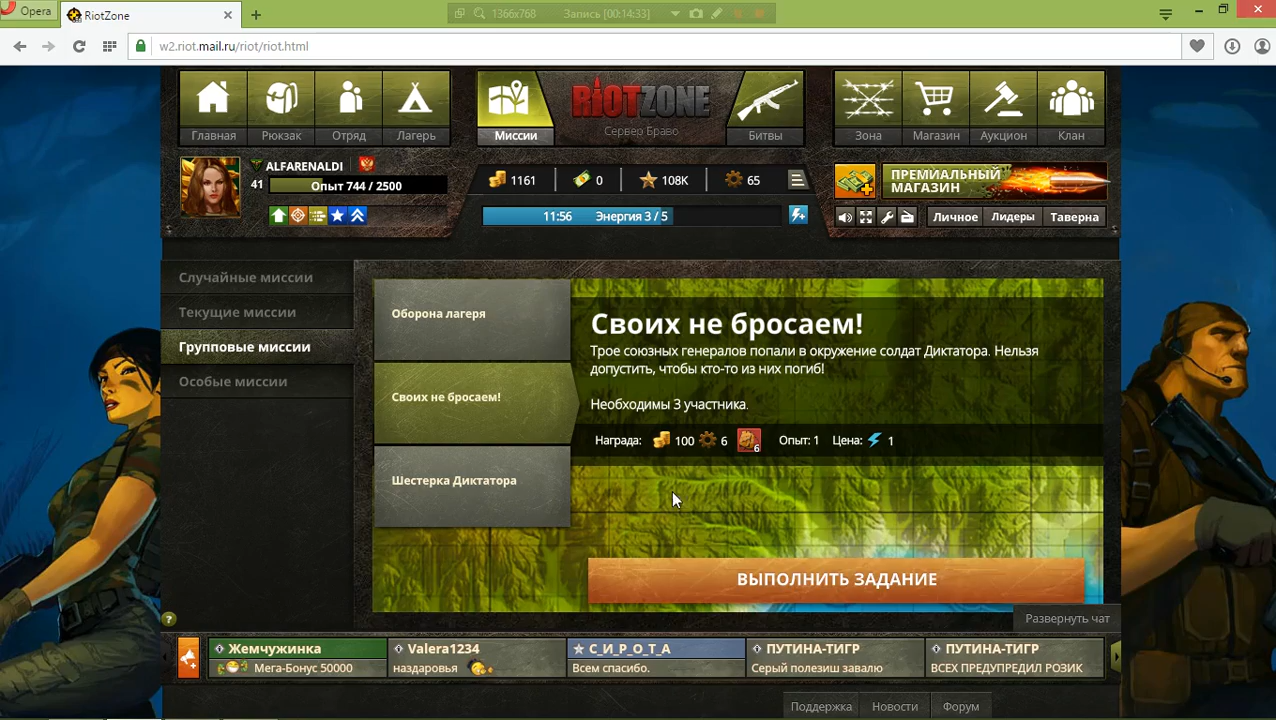 Opera
RiotZone
1366x768
Запись [00:14:33]
w2.riot.mail.ru/riot/riot.html
Главная
Рюкзак
Отряд
Лагерь
Миссии
RIOTZONE
Сервер Браво
Битвы
Зона
Магазин
Аукцион
Клан
ALFARENALDI
41
Опыт 744 / 2500
1161
0
108K
65
11:56 Энергия 3 / 5
ПРЕМИАЛЬНЫЙ
МАГАЗИН
Личное
Лидеры
Таверна
Случайные миссии
Текущие миссии
Групповые миссии
Особые миссии
Оборона лагеря
Своих не бросаем!
Шестерка Диктатора
Своих не бросаем!
Трое союзных генералов попали в окружение солдат Диктатора. Нельзя
допустить, чтобы кто-то из них погиб!
Необходимы 3 участника.
Награда: 100 6 6 Опыт: 1 Цена: 1
ВЫПОЛНИТЬ ЗАДАНИЕ
Развернуть чат
?
Жемчужинка
Мега-Бонус 50000
Valera1234
наздаровья
С_И_Р_О_Т_А
Всем спасибо.
ПУТИНА-ТИГР
Серый полезиш завалю
ПУТИНА-ТИГР
ВСЕХ ПРЕДУПРЕДИЛ РОЗИК
Поддержка
Новости
Форум